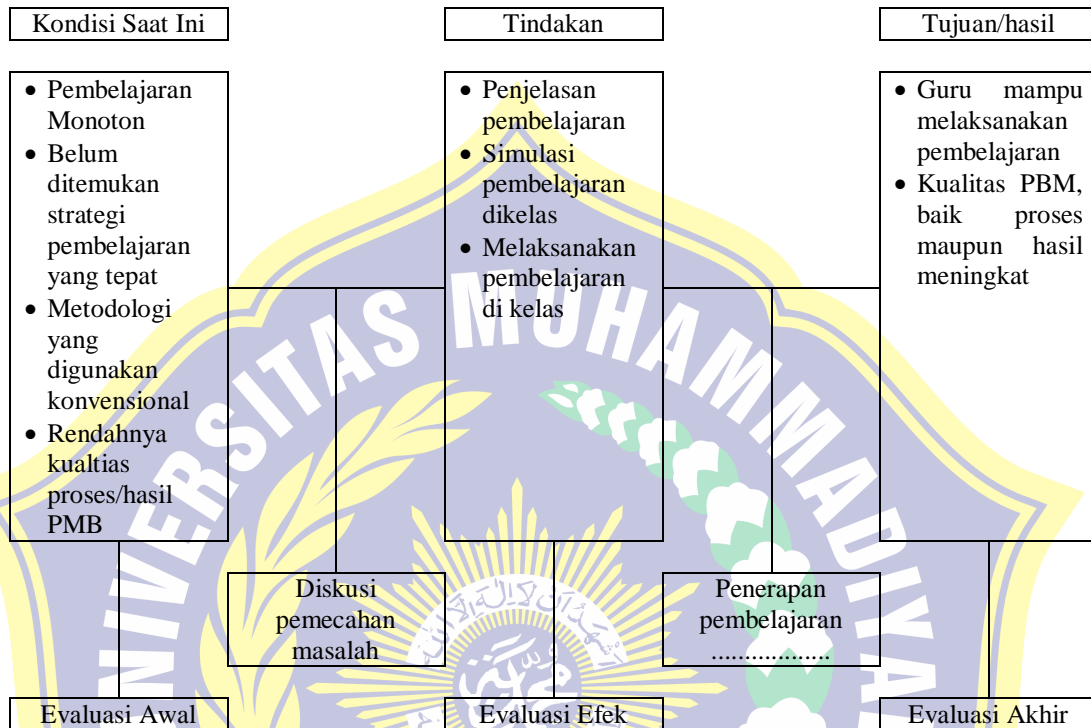 Kondisi Saat Ini
Tindakan
Tujuan/hasil
• Pembelajaran
Monoton
• Belum
ditemukan
strategi
pembelajaran
yang tepat
• Metodologi
yang
digunakan
konvensional
• Rendahnya
kualtias
proses/hasil
PMB
• Penjelasan
pembelajaran
• Simulasi
pembelajaran
dikelas
• Melaksanakan
pembelajaran
di kelas
• Guru mampu
melaksanakan
pembelajaran
• Kualitas PBM,
baik proses
maupun hasil
meningkat
Diskusi
pemecahan
masalah
Penerapan
pembelajaran
..................
Evaluasi Awal
Evaluasi Efek
Evaluasi Akhir
NIVERSITAS MUHAMMADIYA